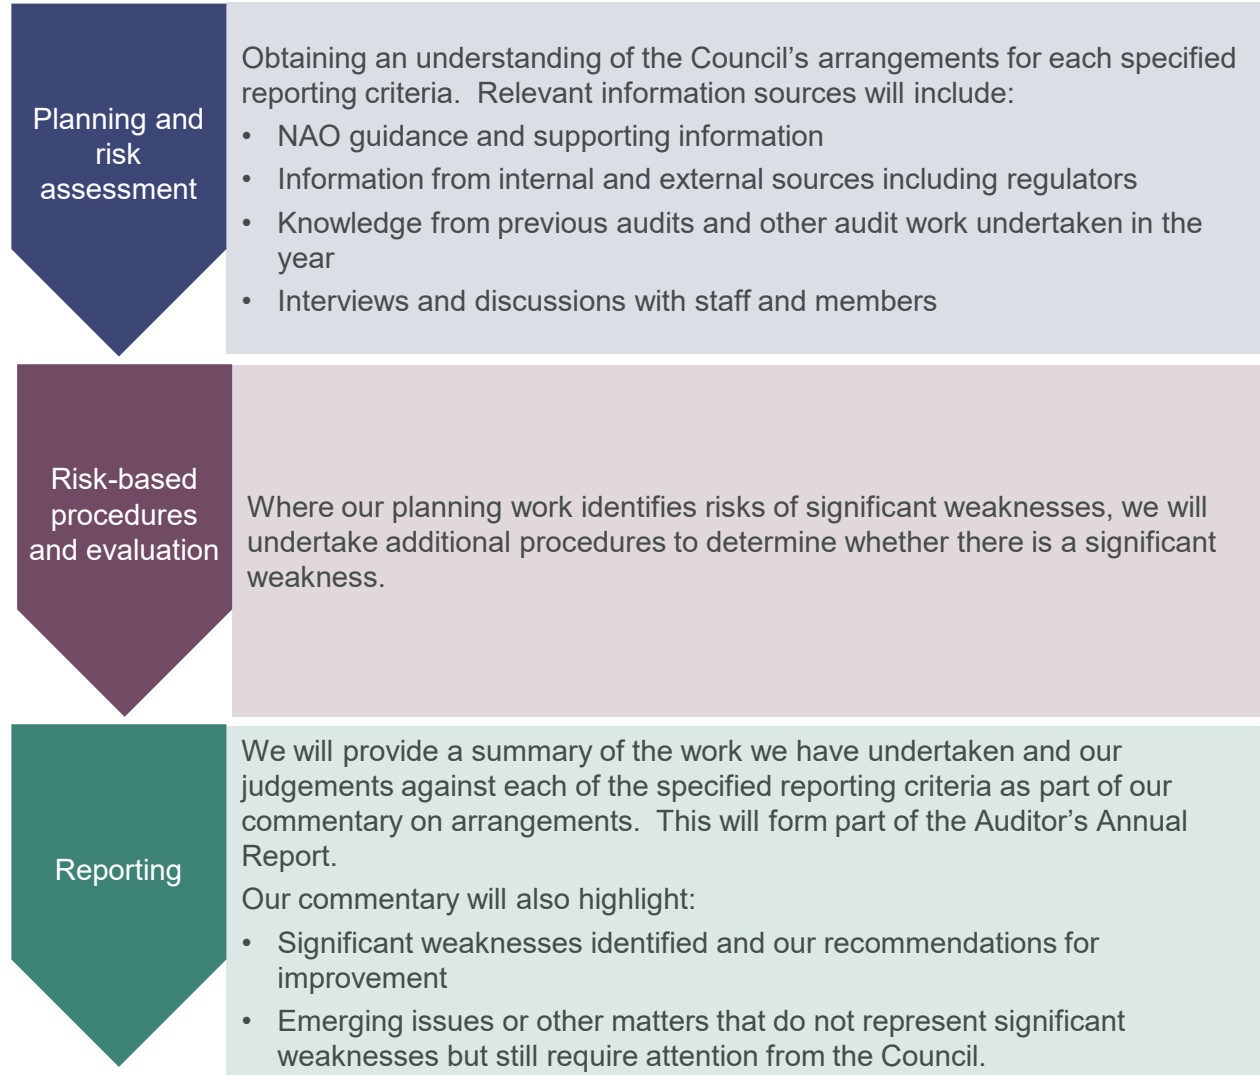 Planning and
risk
assessment
Obtaining an understanding of the Council’s arrangements for each specified
reporting criteria.  Relevant information sources will include:
• NAO guidance and supporting information
• Information from internal and external sources including regulators
• Knowledge from previous audits and other audit work undertaken in the
year
• Interviews and discussions with staff and members
Risk-based
procedures
and evaluation
Where our planning work identifies risks of significant weaknesses, we will
undertake additional procedures to determine whether there is a significant
weakness.
Reporting
We will provide a summary of the work we have undertaken and our
judgements against each of the specified reporting criteria as part of our
commentary on arrangements.  This will form part of the Auditor’s Annual
Report.
Our commentary will also highlight:
• Significant weaknesses identified and our recommendations for
improvement
• Emerging issues or other matters that do not represent significant
weaknesses but still require attention from the Council.